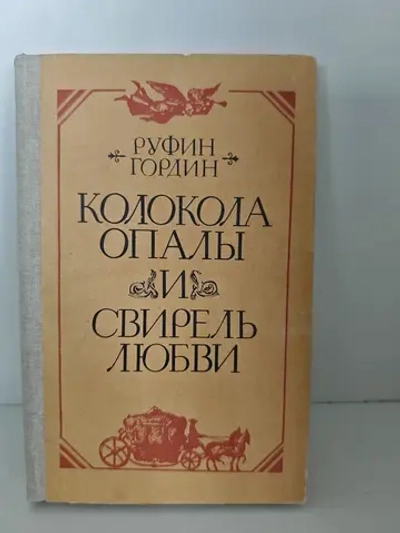 РУФИН
ГОРДИН
КОЛОКОЛА
ОПАЛЫ
И
СВИРЕЛЬ
ЛЮБВИ